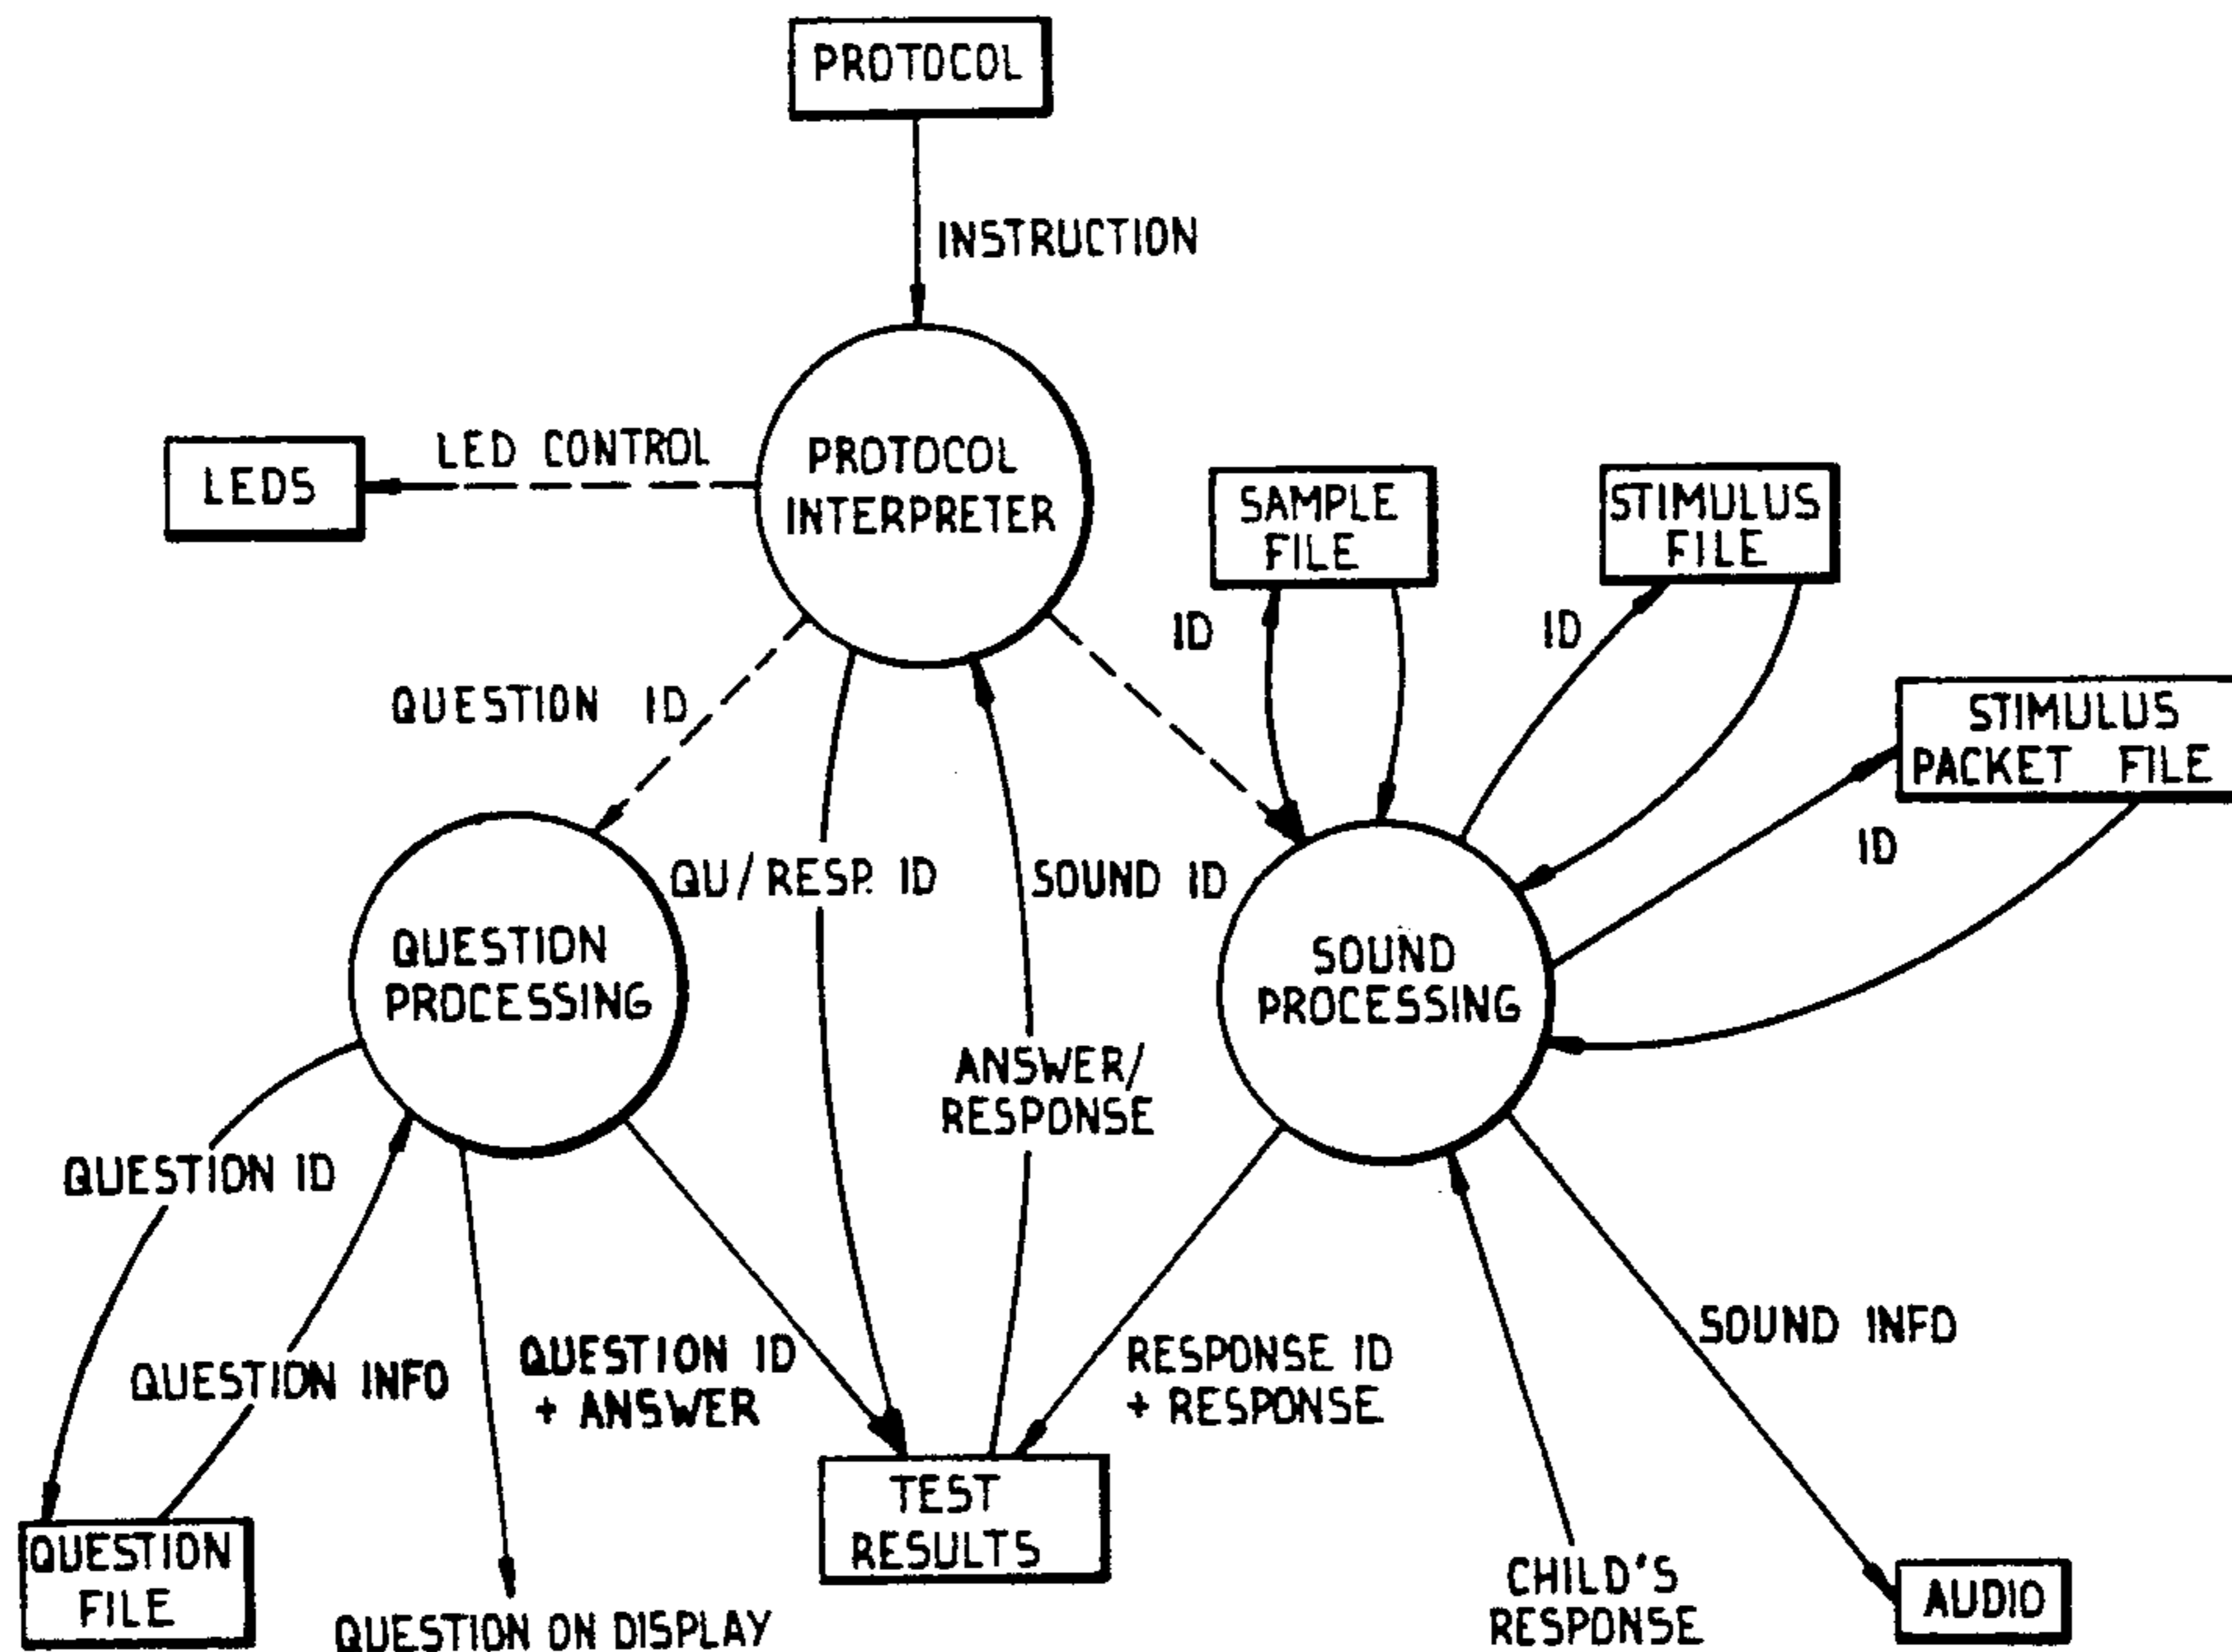 PROTOCOL
INSTRUCTION
LEDS
LED CONTROL
PROTOCOL
INTERPRETER
SAMPLE
FILE
STIMULUS
FILE
ID
ID
STIMULUS
PACKET FILE
ID
QUESTION ID
QU/RESP. ID
SOUND ID
QUESTION
PROCESSING
SOUND
PROCESSING
ANSWER/
RESPONSE
QUESTION ID
QUESTION INFO
QUESTION ID
+ ANSWER
RESPONSE ID
+ RESPONSE
SOUND INFO
QUESTION
FILE
QUESTION ON DISPLAY
TEST
RESULTS
CHILD'S
RESPONSE
AUDIO